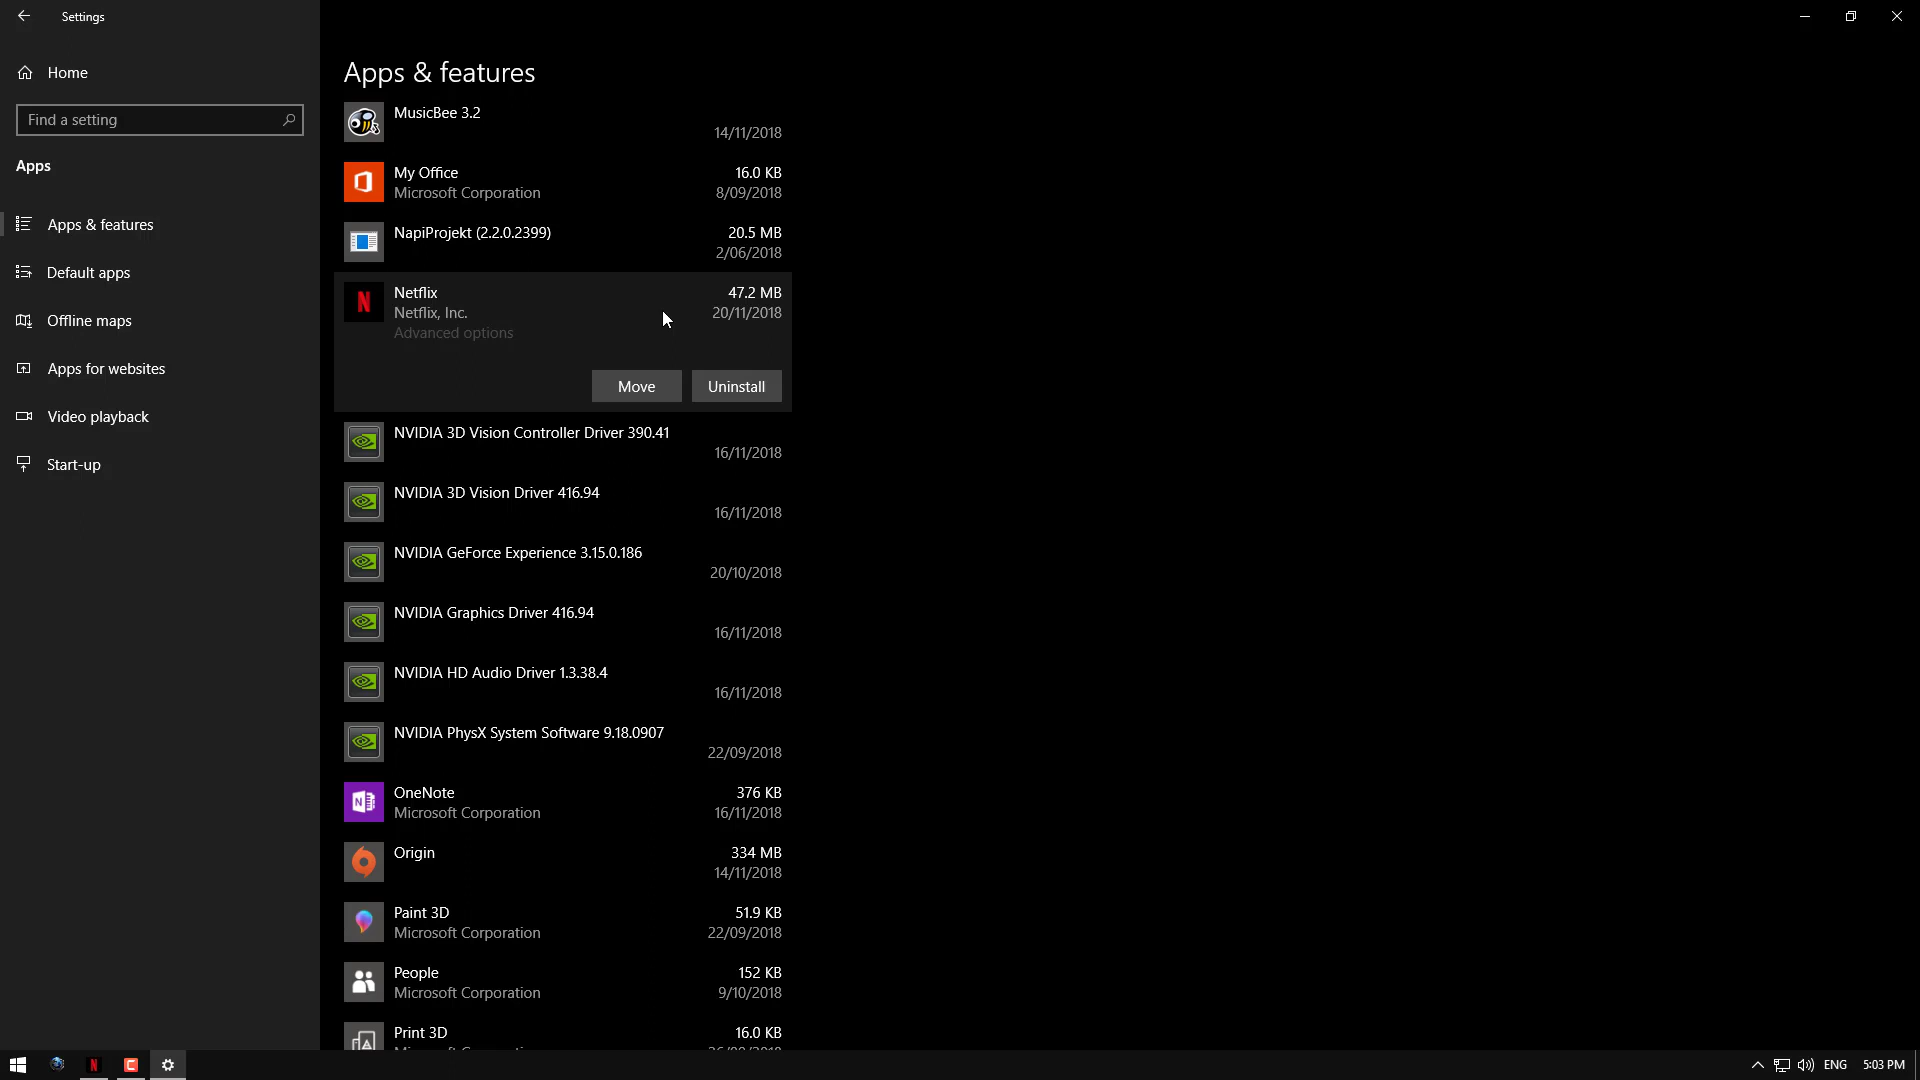 Settings
Home
Find a setting
Apps
Apps & features
Default apps
Offline maps
Apps for websites
Video playback
Start-up
Apps & features
MusicBee 3.2
14/11/2018
My Office 16.0 KB
Microsoft Corporation 8/09/2018
NapiProjekt (2.2.0.2399) 20.5 MB
2/06/2018
Netflix 47.2 MB
Netflix, Inc. 20/11/2018
Advanced options
Move Uninstall
NVIDIA 3D Vision Controller Driver 390.41
16/11/2018
NVIDIA 3D Vision Driver 416.94
16/11/2018
NVIDIA GeForce Experience 3.15.0.186
20/10/2018
NVIDIA Graphics Driver 416.94
16/11/2018
NVIDIA HD Audio Driver 1.3.38.4
16/11/2018
NVIDIA PhysX System Software 9.18.0907
22/09/2018
OneNote 376 KB
Microsoft Corporation 16/11/2018
Origin 334 MB
14/11/2018
Paint 3D 51.9 KB
Microsoft Corporation 22/09/2018
People 152 KB
Microsoft Corporation 9/10/2018
Print 3D 16.0 KB
ENG 5:03 PM